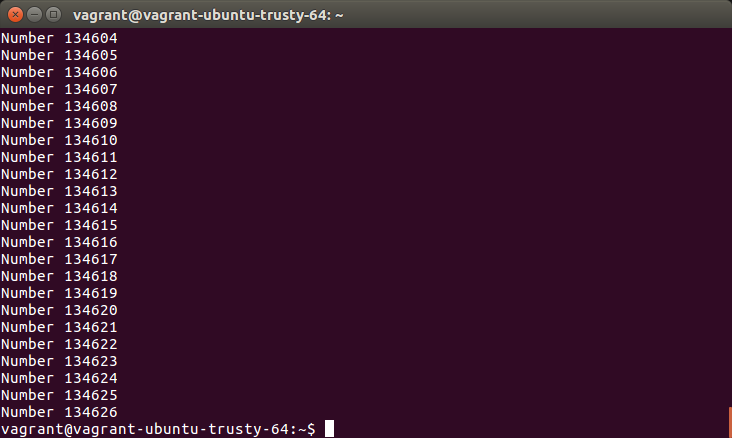 vagrant@vagrant-ubuntu-trusty-64: ~
Number 134604
Number 134605
Number 134606
Number 134607
Number 134608
Number 134609
Number 134610
Number 134611
Number 134612
Number 134613
Number 134614
Number 134615
Number 134616
Number 134617
Number 134618
Number 134619
Number 134620
Number 134621
Number 134622
Number 134623
Number 134624
Number 134625
Number 134626
vagrant@vagrant-ubuntu-trusty-64:~$